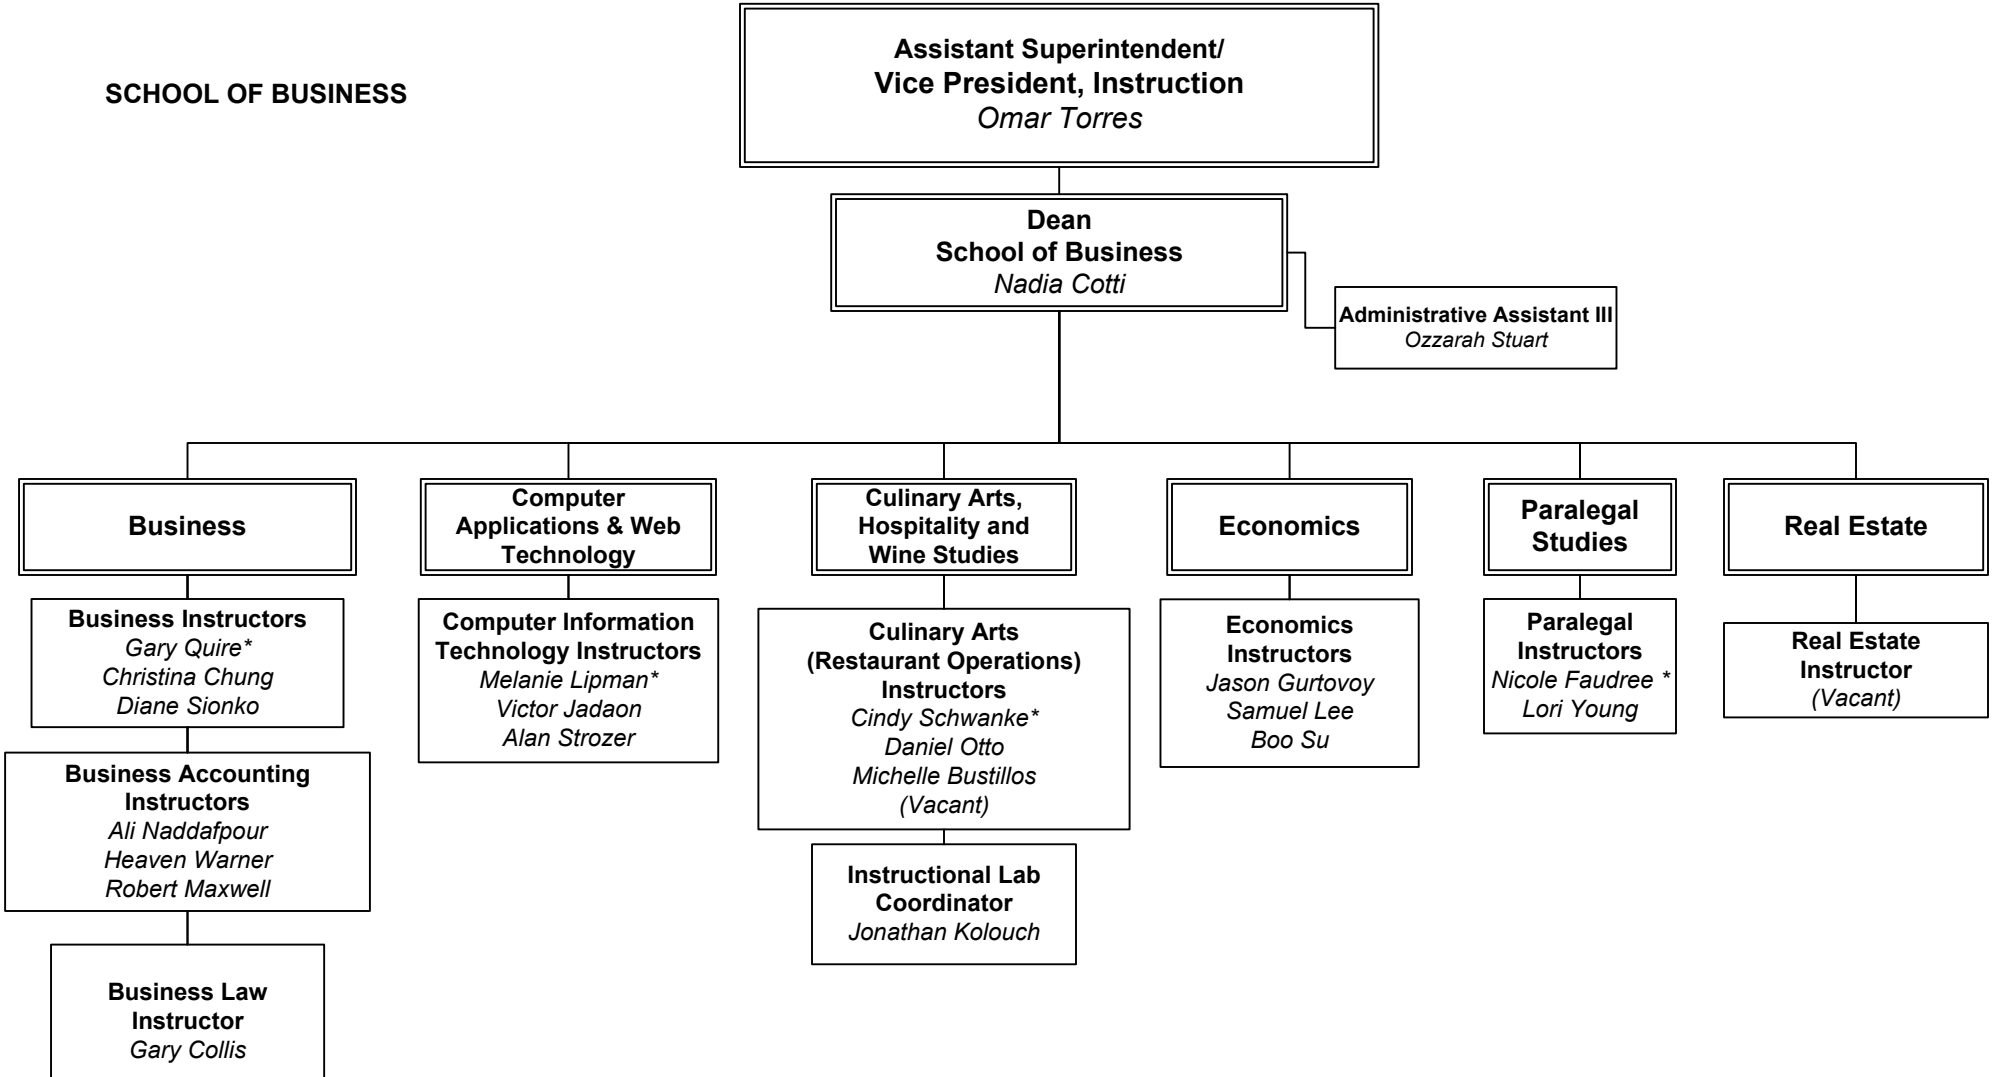 SCHOOL OF BUSINESS
Assistant Superintendent/
Vice President, Instruction
Omar Torres
Dean
School of Business
Nadia Cotti
Administrative Assistant III
Ozzarah Stuart
Business
Business Instructors
Gary Quire*
Christina Chung
Diane Sionko
Business Accounting
Instructors
Ali Naddafpour
Heaven Warner
Robert Maxwell
Business Law
Instructor
Gary Collis
Computer
Applications & Web
Technology
Computer Information
Technology Instructors
Melanie Lipman*
Victor Jadaon
Alan Strozer
Culinary Arts,
Hospitality and
Wine Studies
Culinary Arts
(Restaurant Operations)
Instructors
Cindy Schwanke*
Daniel Otto
Michelle Bustillos
(Vacant)
Instructional Lab
Coordinator
Jonathan Kolouch
Economics
Economics
Instructors
Jason Gurtovoy
Samuel Lee
Boo Su
Paralegal
Studies
Paralegal
Instructors
Nicole Faudree *
Lori Young
Real Estate
Real Estate
Instructor
(Vacant)